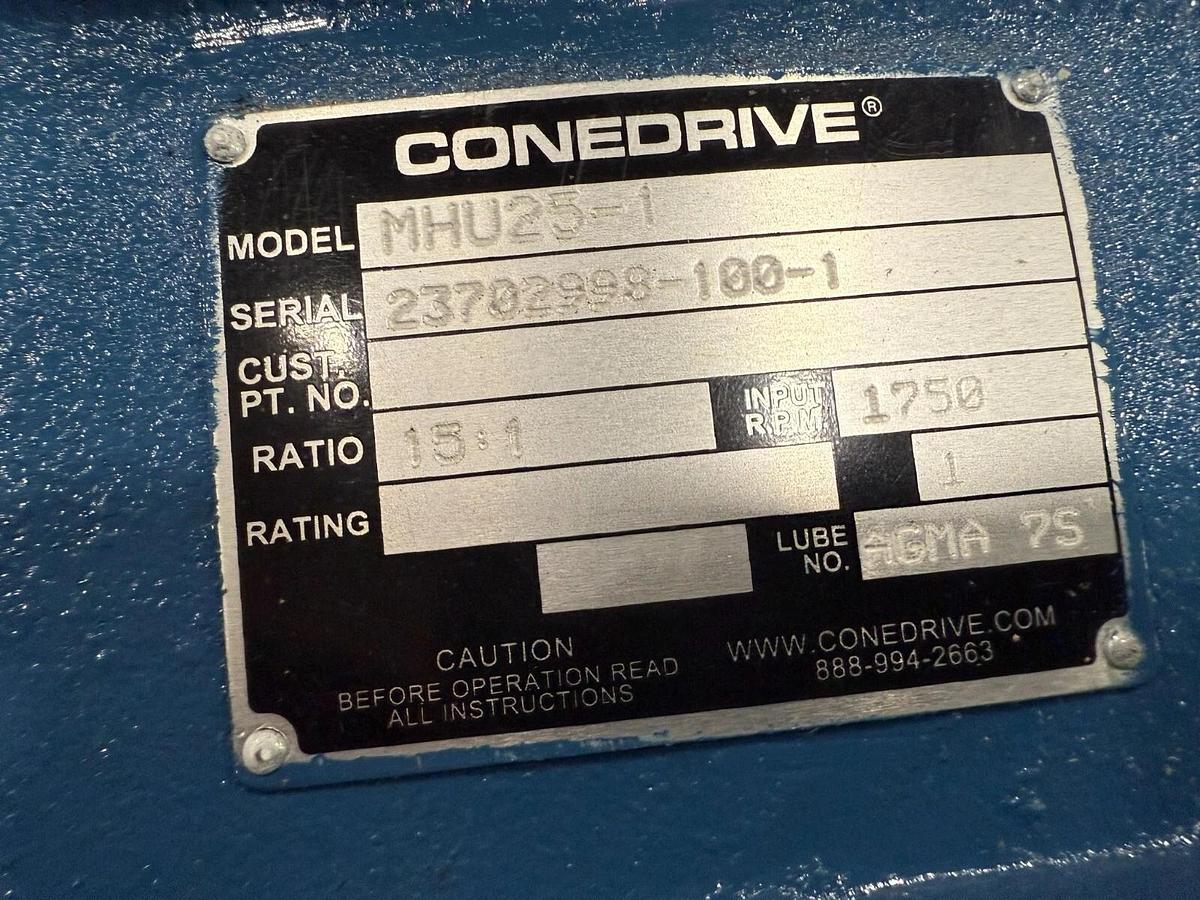 CONEDRIVE®
MODEL MHU25-1
SERIAL 23702998-100-1
CUST.
PT. NO.
RATIO 15:1 INPUT RPM 1750
RATING 1
LUBE NO. AGMA 7S
CAUTION
BEFORE OPERATION READ
ALL INSTRUCTIONS
WWW.CONEDRIVE.COM
888-994-2663